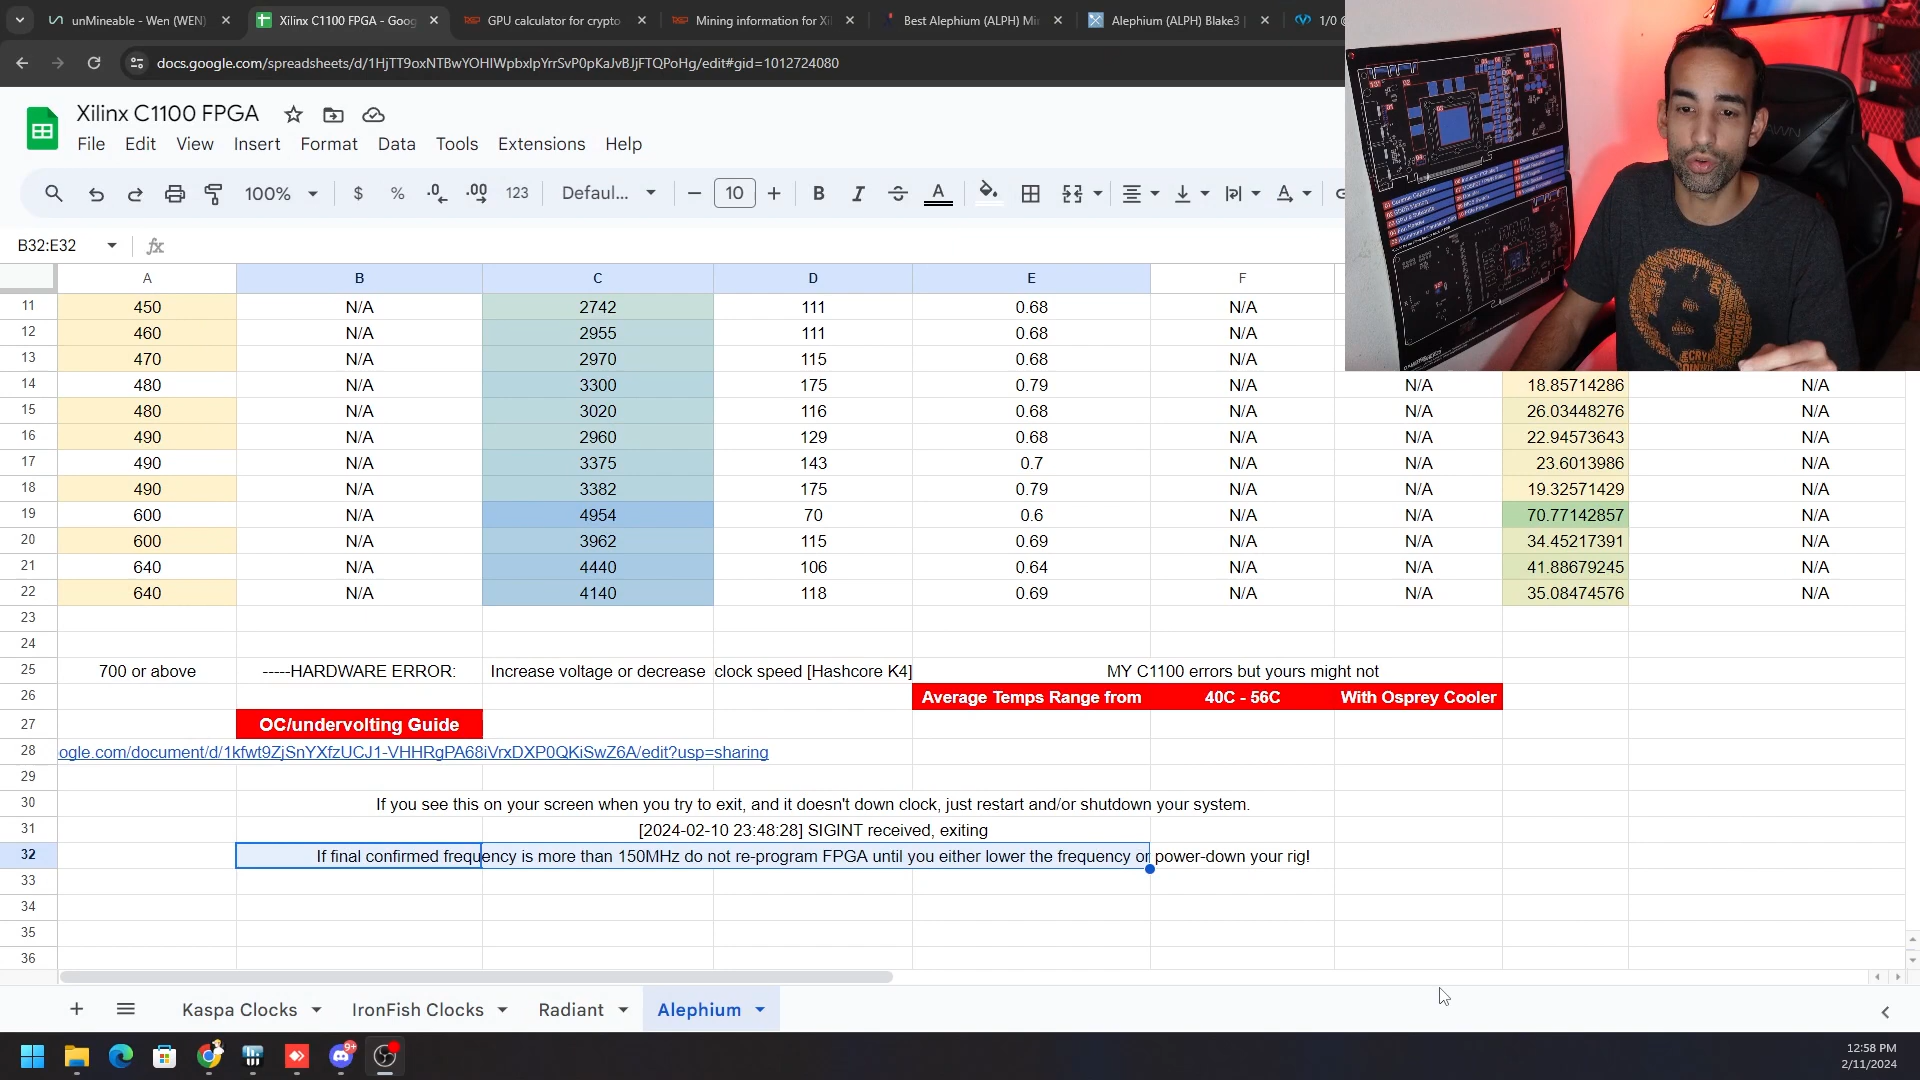 unMineable - Wen (WEN)
Xilinx C1100 FPGA - Goog
GPU calculator for crypto
Mining information for Xil
Best Alephium (ALPH) Mi
Alephium (ALPH) Blake3 |
1/0
docs.google.com/spreadsheets/d/1HjTT9oxNTBwYOHIWpbxlpYrrSvP0pKaJvBJjFTQPoHg/edit#gid=1012724080
Xilinx C1100 FPGA
File Edit View Insert Format Data Tools Extensions Help
100% $ % .0 .00 123 Defaul... 10 B I A
B32:E32 fx
A B C D E F
11 450 N/A 2742 111 0.68 N/A
12 460 N/A 2955 111 0.68 N/A
13 470 N/A 2970 115 0.68 N/A
14 480 N/A 3300 175 0.79 N/A N/A 18.85714286 N/A
15 480 N/A 3020 116 0.68 N/A N/A 26.03448276 N/A
16 490 N/A 2960 129 0.68 N/A N/A 22.94573643 N/A
17 490 N/A 3375 143 0.7 N/A N/A 23.6013986 N/A
18 490 N/A 3382 175 0.79 N/A N/A 19.32571429 N/A
19 600 N/A 4954 70 0.6 N/A N/A 70.77142857 N/A
20 600 N/A 3962 115 0.69 N/A N/A 34.45217391 N/A
21 640 N/A 4440 106 0.64 N/A N/A 41.88679245 N/A
22 640 N/A 4140 118 0.69 N/A N/A 35.08474576 N/A
23
24
25 700 or above -----HARDWARE ERROR: Increase voltage or decrease clock speed [Hashcore K4] MY C1100 errors but yours might not
26 Average Temps Range from 40C - 56C With Osprey Cooler
27 OC/undervolting Guide
28 ogle.com/document/d/1kfwt9ZjSnYXfzUCJ1-VHHRgPA68iVrxDXP0QKiSwZ6A/edit?usp=sharing
29
30 If you see this on your screen when you try to exit, and it doesn't down clock, just restart and/or shutdown your system.
31 [2024-02-10 23:48:28] SIGINT received, exiting
32 If final confirmed frequency is more than 150MHz do not re-program FPGA until you either lower the frequency or power-down your rig!
33
34
35
36
Kaspa Clocks IronFish Clocks Radiant Alephium
9+
12:58 PM
2/11/2024